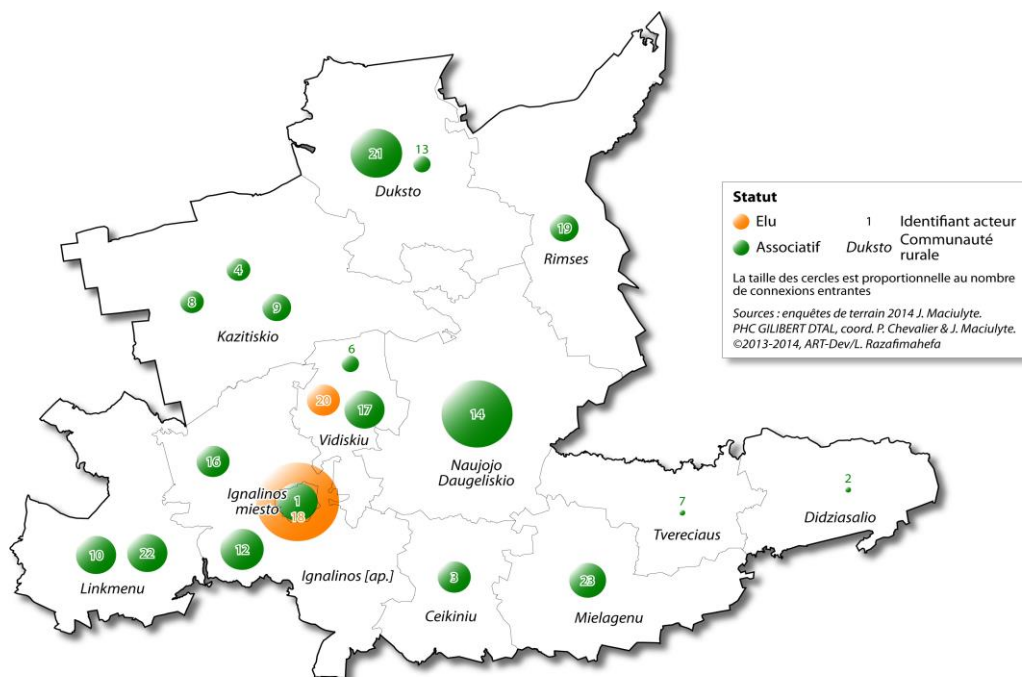 21
13
Duksto
19
Rimses
4
8
9
Kazitiskio
6
20
17
Vidiskiu
14
Naujojo
Daugeliskio
16
Ignalinos
miesto
1
18
12
10
22
Linkmenu
Ignalinos [ap.]
3
Ceikiniu
23
Mielagenu
7
Tvereciaus
2
Didziasalio
Statut
Elu
1 Identifiant acteur
Associatif
Duksto Communauté
rurale
La taille des cercles est proportionnelle au nombre
de connexions entrantes
Sources : enquêtes de terrain 2014 J. Maciulyte.
PHC GILIBERT DTAL, coord. P. Chevalier & J. Maciulyte.
©2013-2014, ART-Dev/L. Razafimahefa